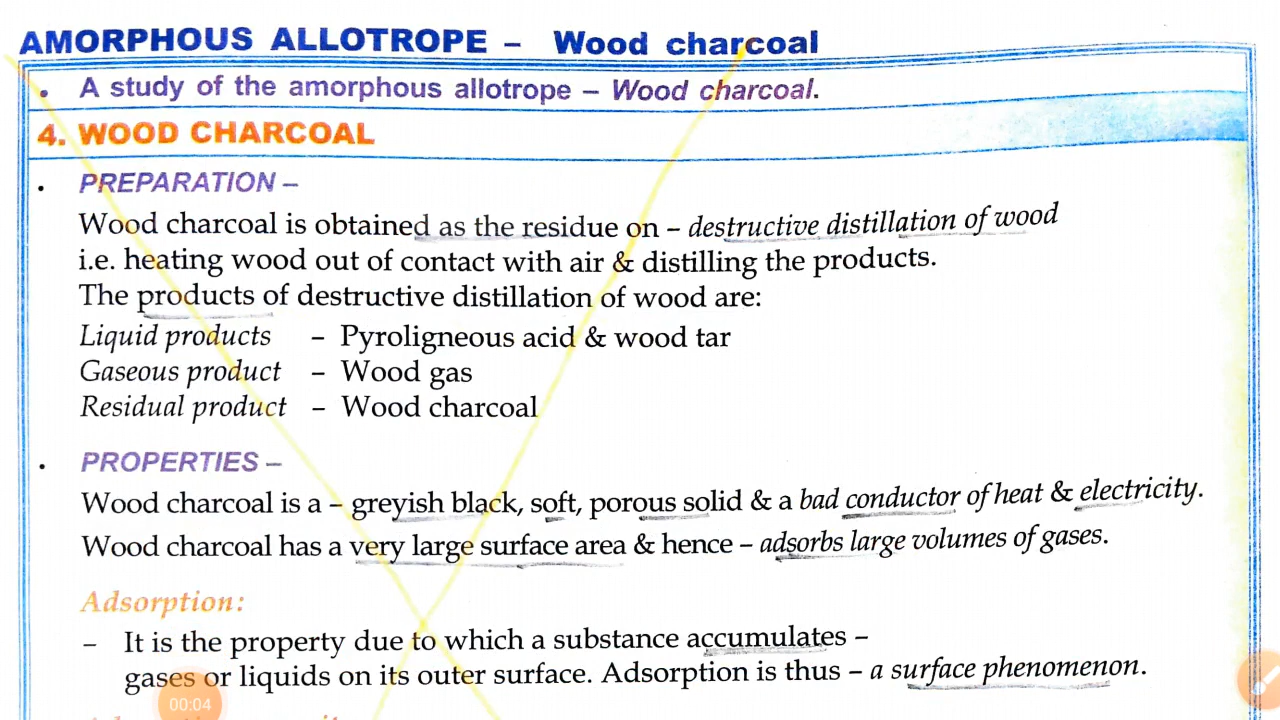 AMORPHOUS ALLOTROPE – Wood charcoal
• A study of the amorphous allotrope – Wood charcoal.
4. WOOD CHARCOAL
• PREPARATION –
Wood charcoal is obtained as the residue on – destructive distillation of wood
i.e. heating wood out of contact with air & distilling the products.
The products of destructive distillation of wood are:
Liquid products – Pyroligneous acid & wood tar
Gaseous product – Wood gas
Residual product – Wood charcoal
• PROPERTIES –
Wood charcoal is a – greyish black, soft, porous solid & a bad conductor of heat & electricity.
Wood charcoal has a very large surface area & hence – adsorbs large volumes of gases.
Adsorption:
– It is the property due to which a substance accumulates –
gases or liquids on its outer surface. Adsorption is thus – a surface phenomenon.
00:04